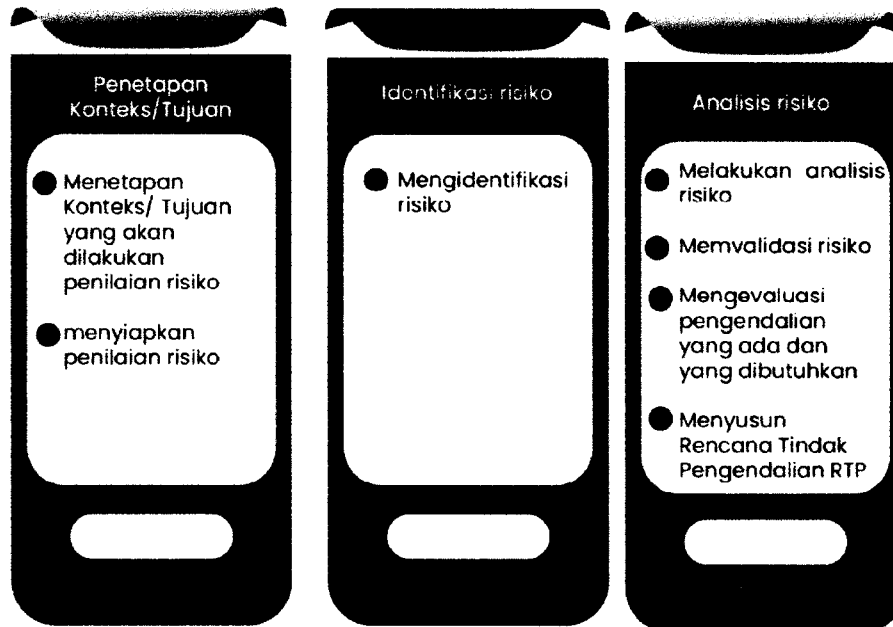 Penetapan
Konteks/Tujuan
Menetapan
Konteks/ Tujuan
yang akan
dilakukan
penilaian risiko
menyiapkan
penilaian risiko
Identifikasi risiko
Mengidentifikasi
risiko
Analisis risiko
Melakukan analisis
risiko
Memvalidasi risiko
Mengevaluasi
pengendalian
yang ada dan
yang dibutuhkan
Menyusun
Rencana Tindak
Pengendalian RTP